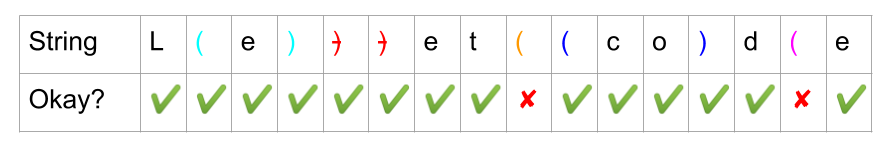 String L ( e ) ) ) e t ( ( c o ) d ( e
Okay? ✔ ✔ ✔ ✔ ✔ ✔ ✔ ✔ ✘ ✔ ✔ ✔ ✔ ✔ ✘ ✔